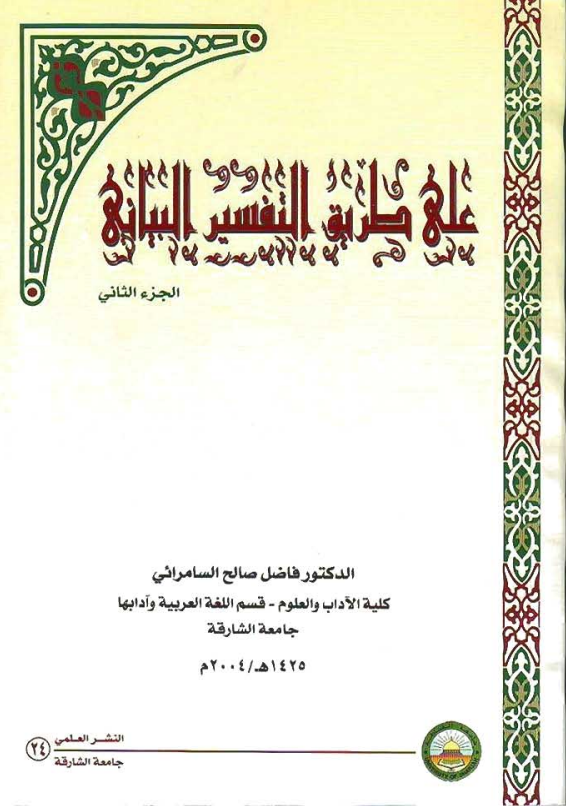 على طريق التفسير البياني
الجزء الثاني
الدكتور فاضل صالح السامرائي
كلية الآداب والعلوم - قسم اللغة العربية وآدابها
جامعة الشارقة
١٤٢٥هـ/٢٠٠٤م
النشر العلمي
جامعة الشارقة
٢٤